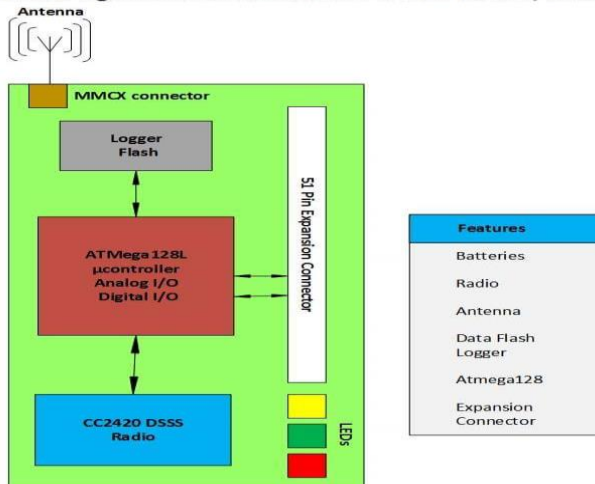 Antenna
MMCX connector
Logger
Flash
51 Pin Expansion Connector
ATMega128L
µcontroller
Analog I/O
Digital I/O
CC2420 DSSS
Radio
LEDs
Features
Batteries
Radio
Antenna
Data Flash
Logger
Atmega128
Expansion
Connector